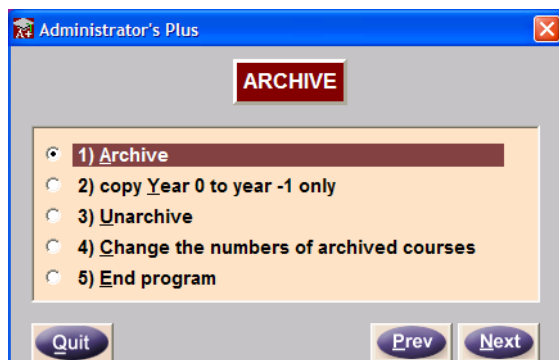 Administrator's Plus
ARCHIVE
1) Archive
2) copy Year 0 to year -1 only
3) Unarchive
4) Change the numbers of archived courses
5) End program
Quit Prev Next